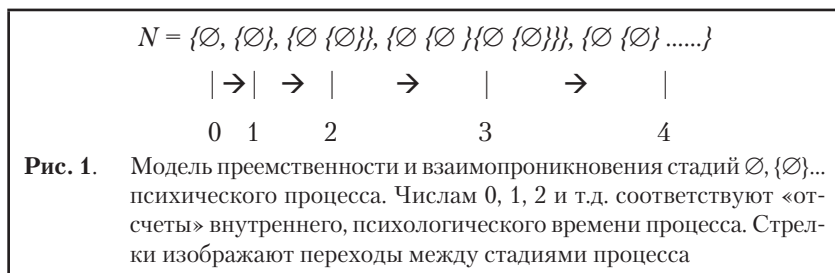 N = {∅, {∅}, {∅ {∅}}, {∅ {∅ }{∅ {∅}}}, {∅ {∅} ......}
| → | → | → | → |
0 1 2 3 4
Рис. 1. Модель преемственности и взаимопроникновения стадий ∅, {∅}...
психического процесса. Числам 0, 1, 2 и т.д. соответствуют «от-
счеты» внутреннего, психологического времени процесса. Стрел-
ки изображают переходы между стадиями процесса